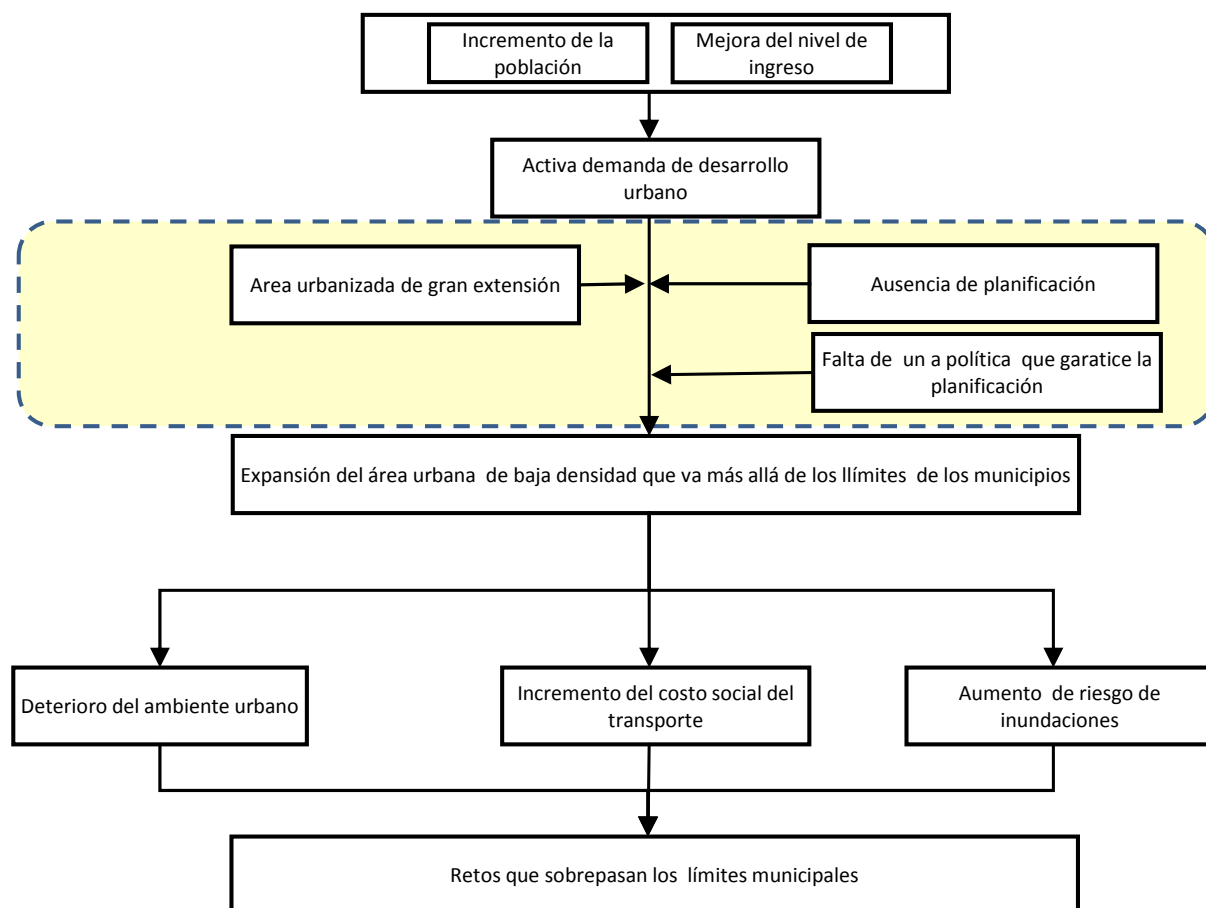 Incremento de la
población
Mejora del nivel de
ingreso
Activa demanda de desarrollo
urbano
Area urbanizada de gran extensión
Ausencia de planificación
Falta de un a política que garatice la
planificación
Expansión del área urbana de baja densidad que va más allá de los llímites de los municipios
Deterioro del ambiente urbano
Incremento del costo social del
transporte
Aumento de riesgo de
inundaciones
Retos que sobrepasan los límites municipales